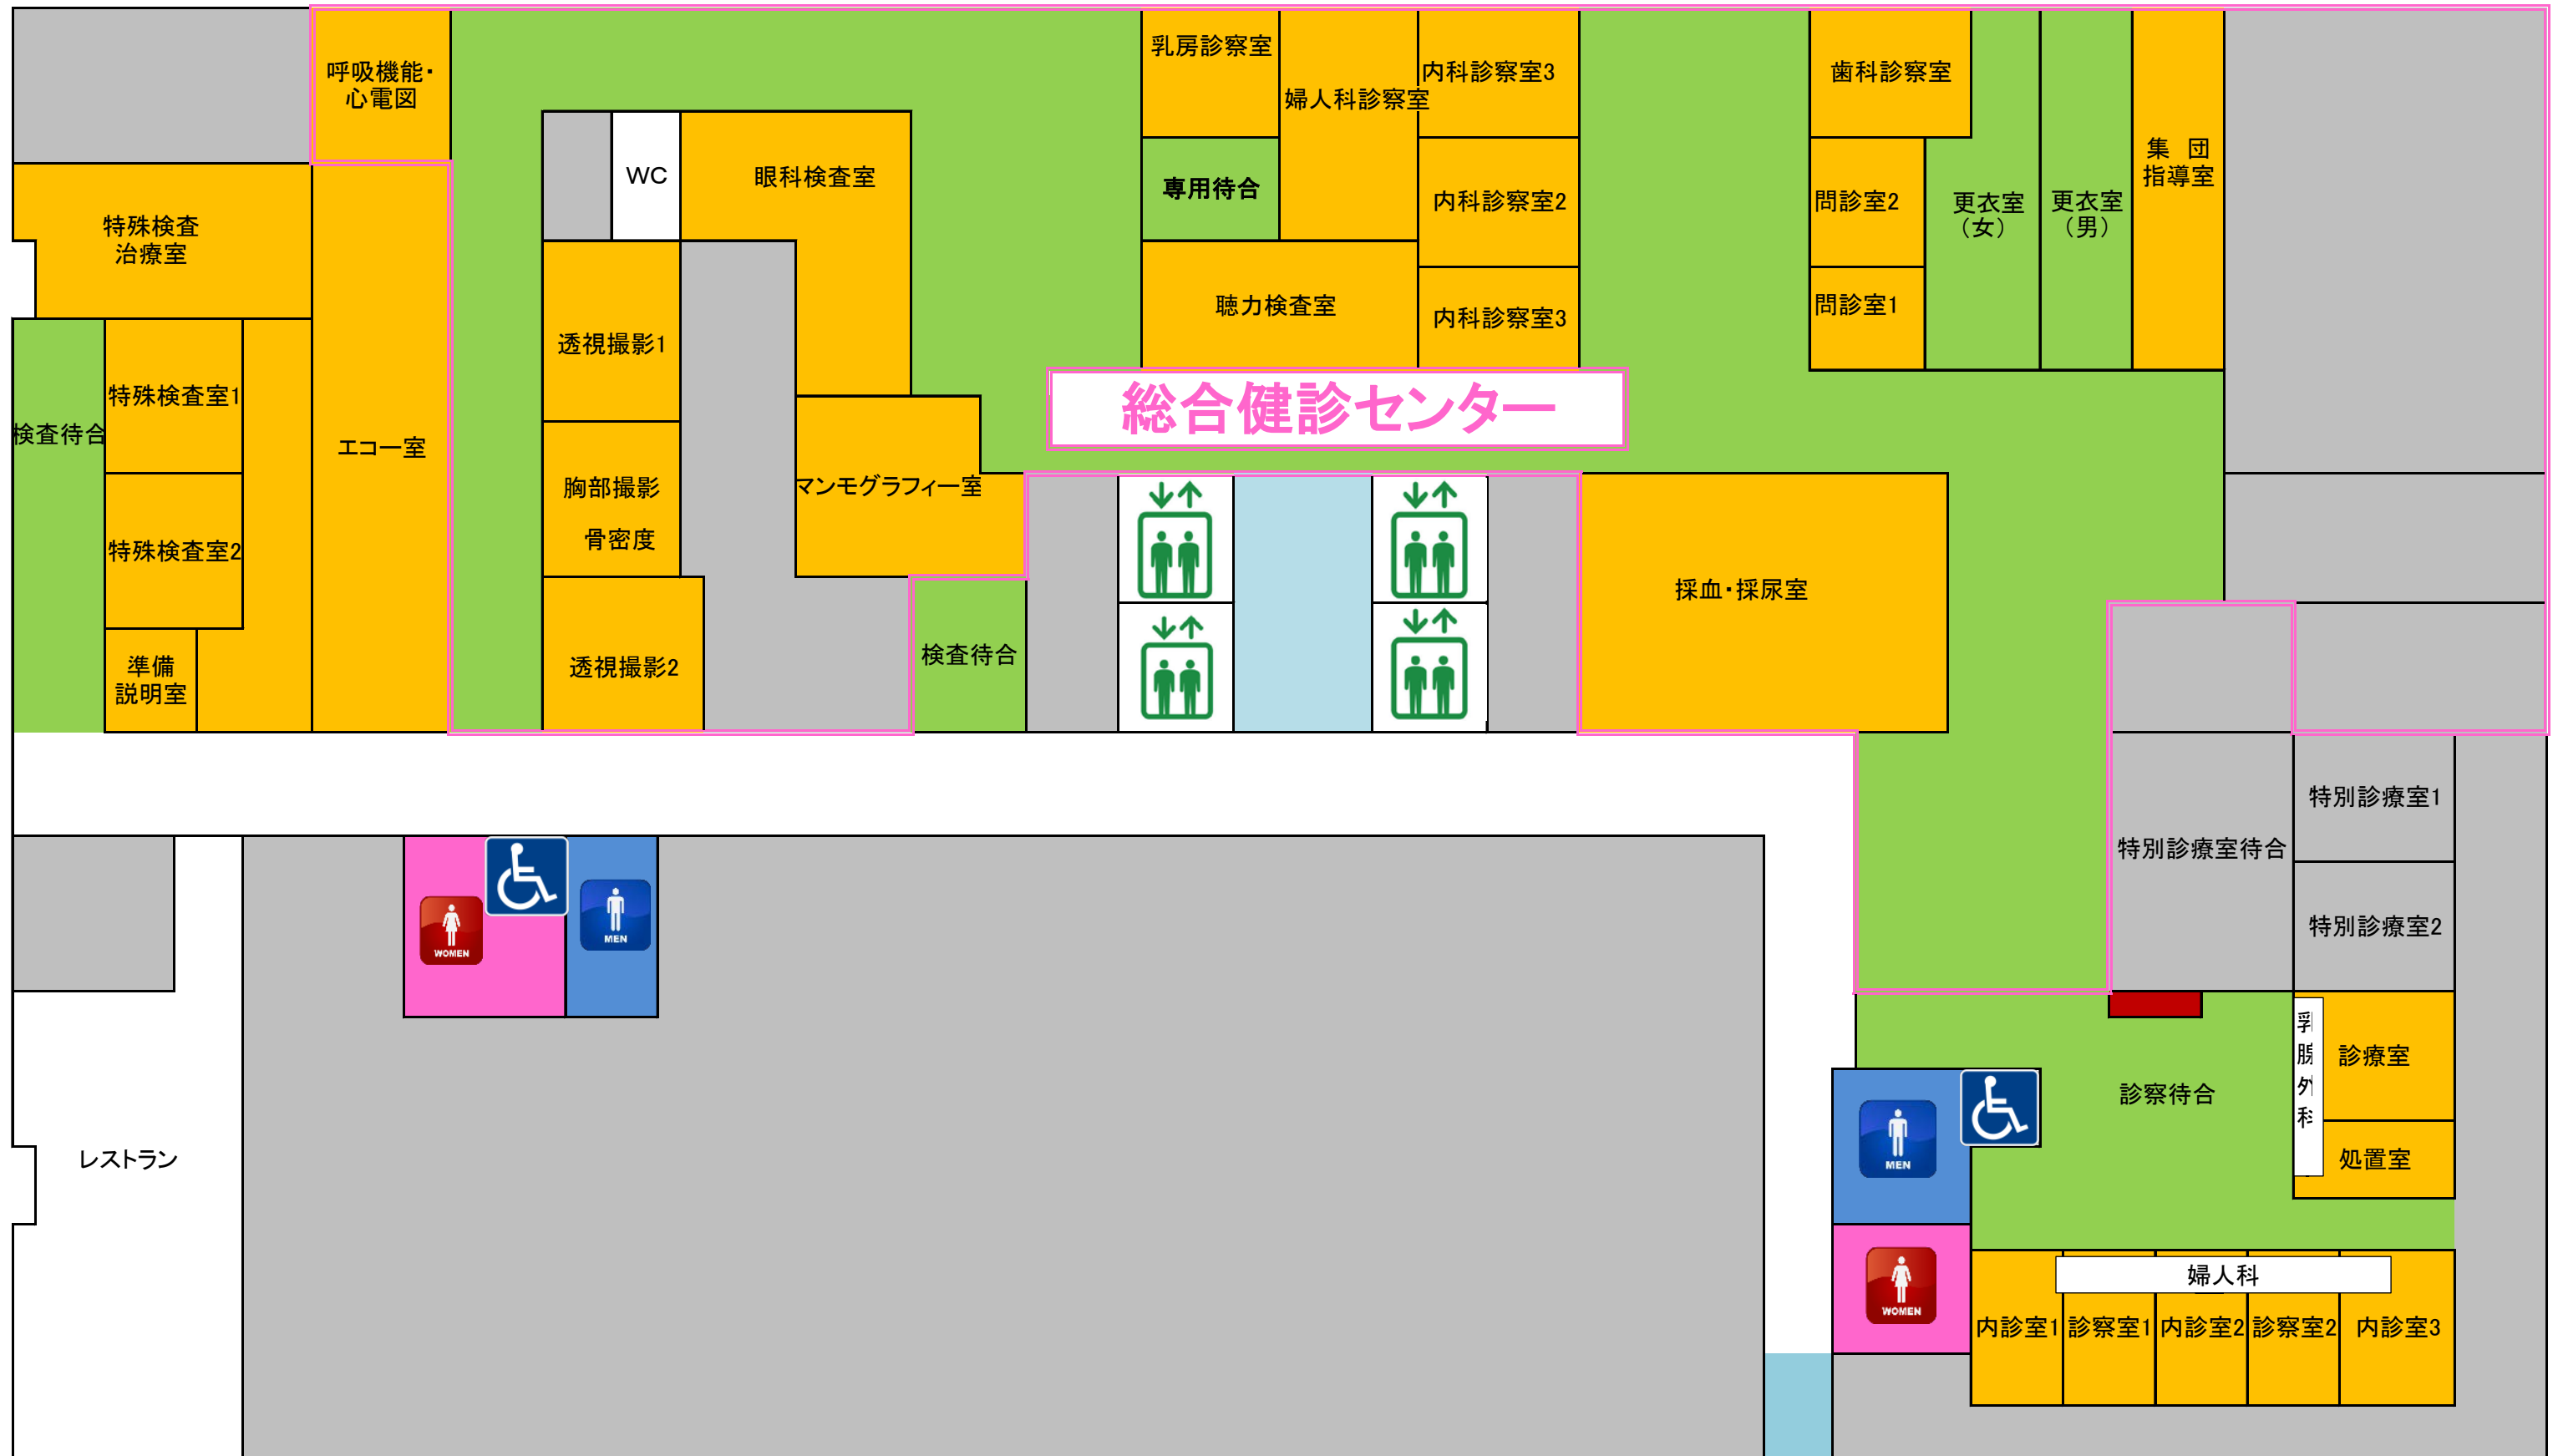 呼吸機能・
心電図
乳房診察室
婦人科診察室
内科診察室3
歯科診察室
WC
眼科検査室
専用待合
内科診察室2
問診室2
更衣室
（女）
更衣室
（男）
集　団
指導室
特殊検査
治療室
聴力検査室
内科診察室3
問診室1
透視撮影1
特殊検査室1
検査待合
エコー室
総合健診センター
胸部撮影
骨密度
マンモグラフィー室
特殊検査室2
採血・採尿室
準備
説明室
透視撮影2
検査待合
特別診療室1
特別診療室待合
特別診療室2
WOMEN
MEN
乳
腺
外
科
診療室
診察待合
処置室
MEN
レストラン
WOMEN
婦人科
内診室1
診察室1
内診室2
診察室2
内診室3